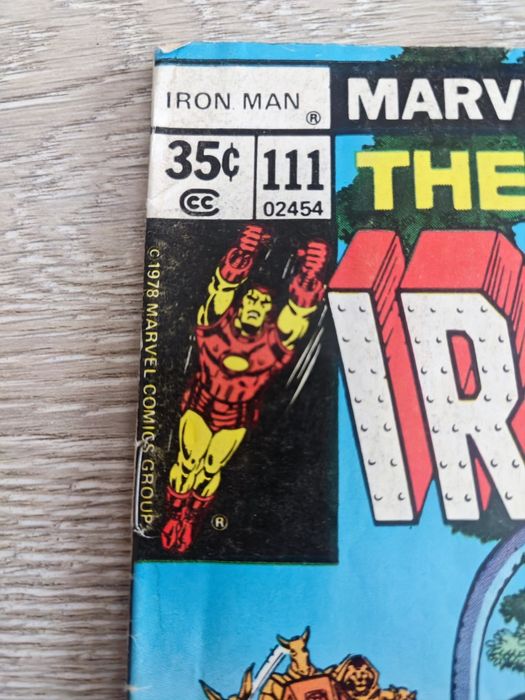 IRON MAN ®
MARV
35¢
CC
111
02454
THE
IR
© 1978 MARVEL COMICS GROUP
®